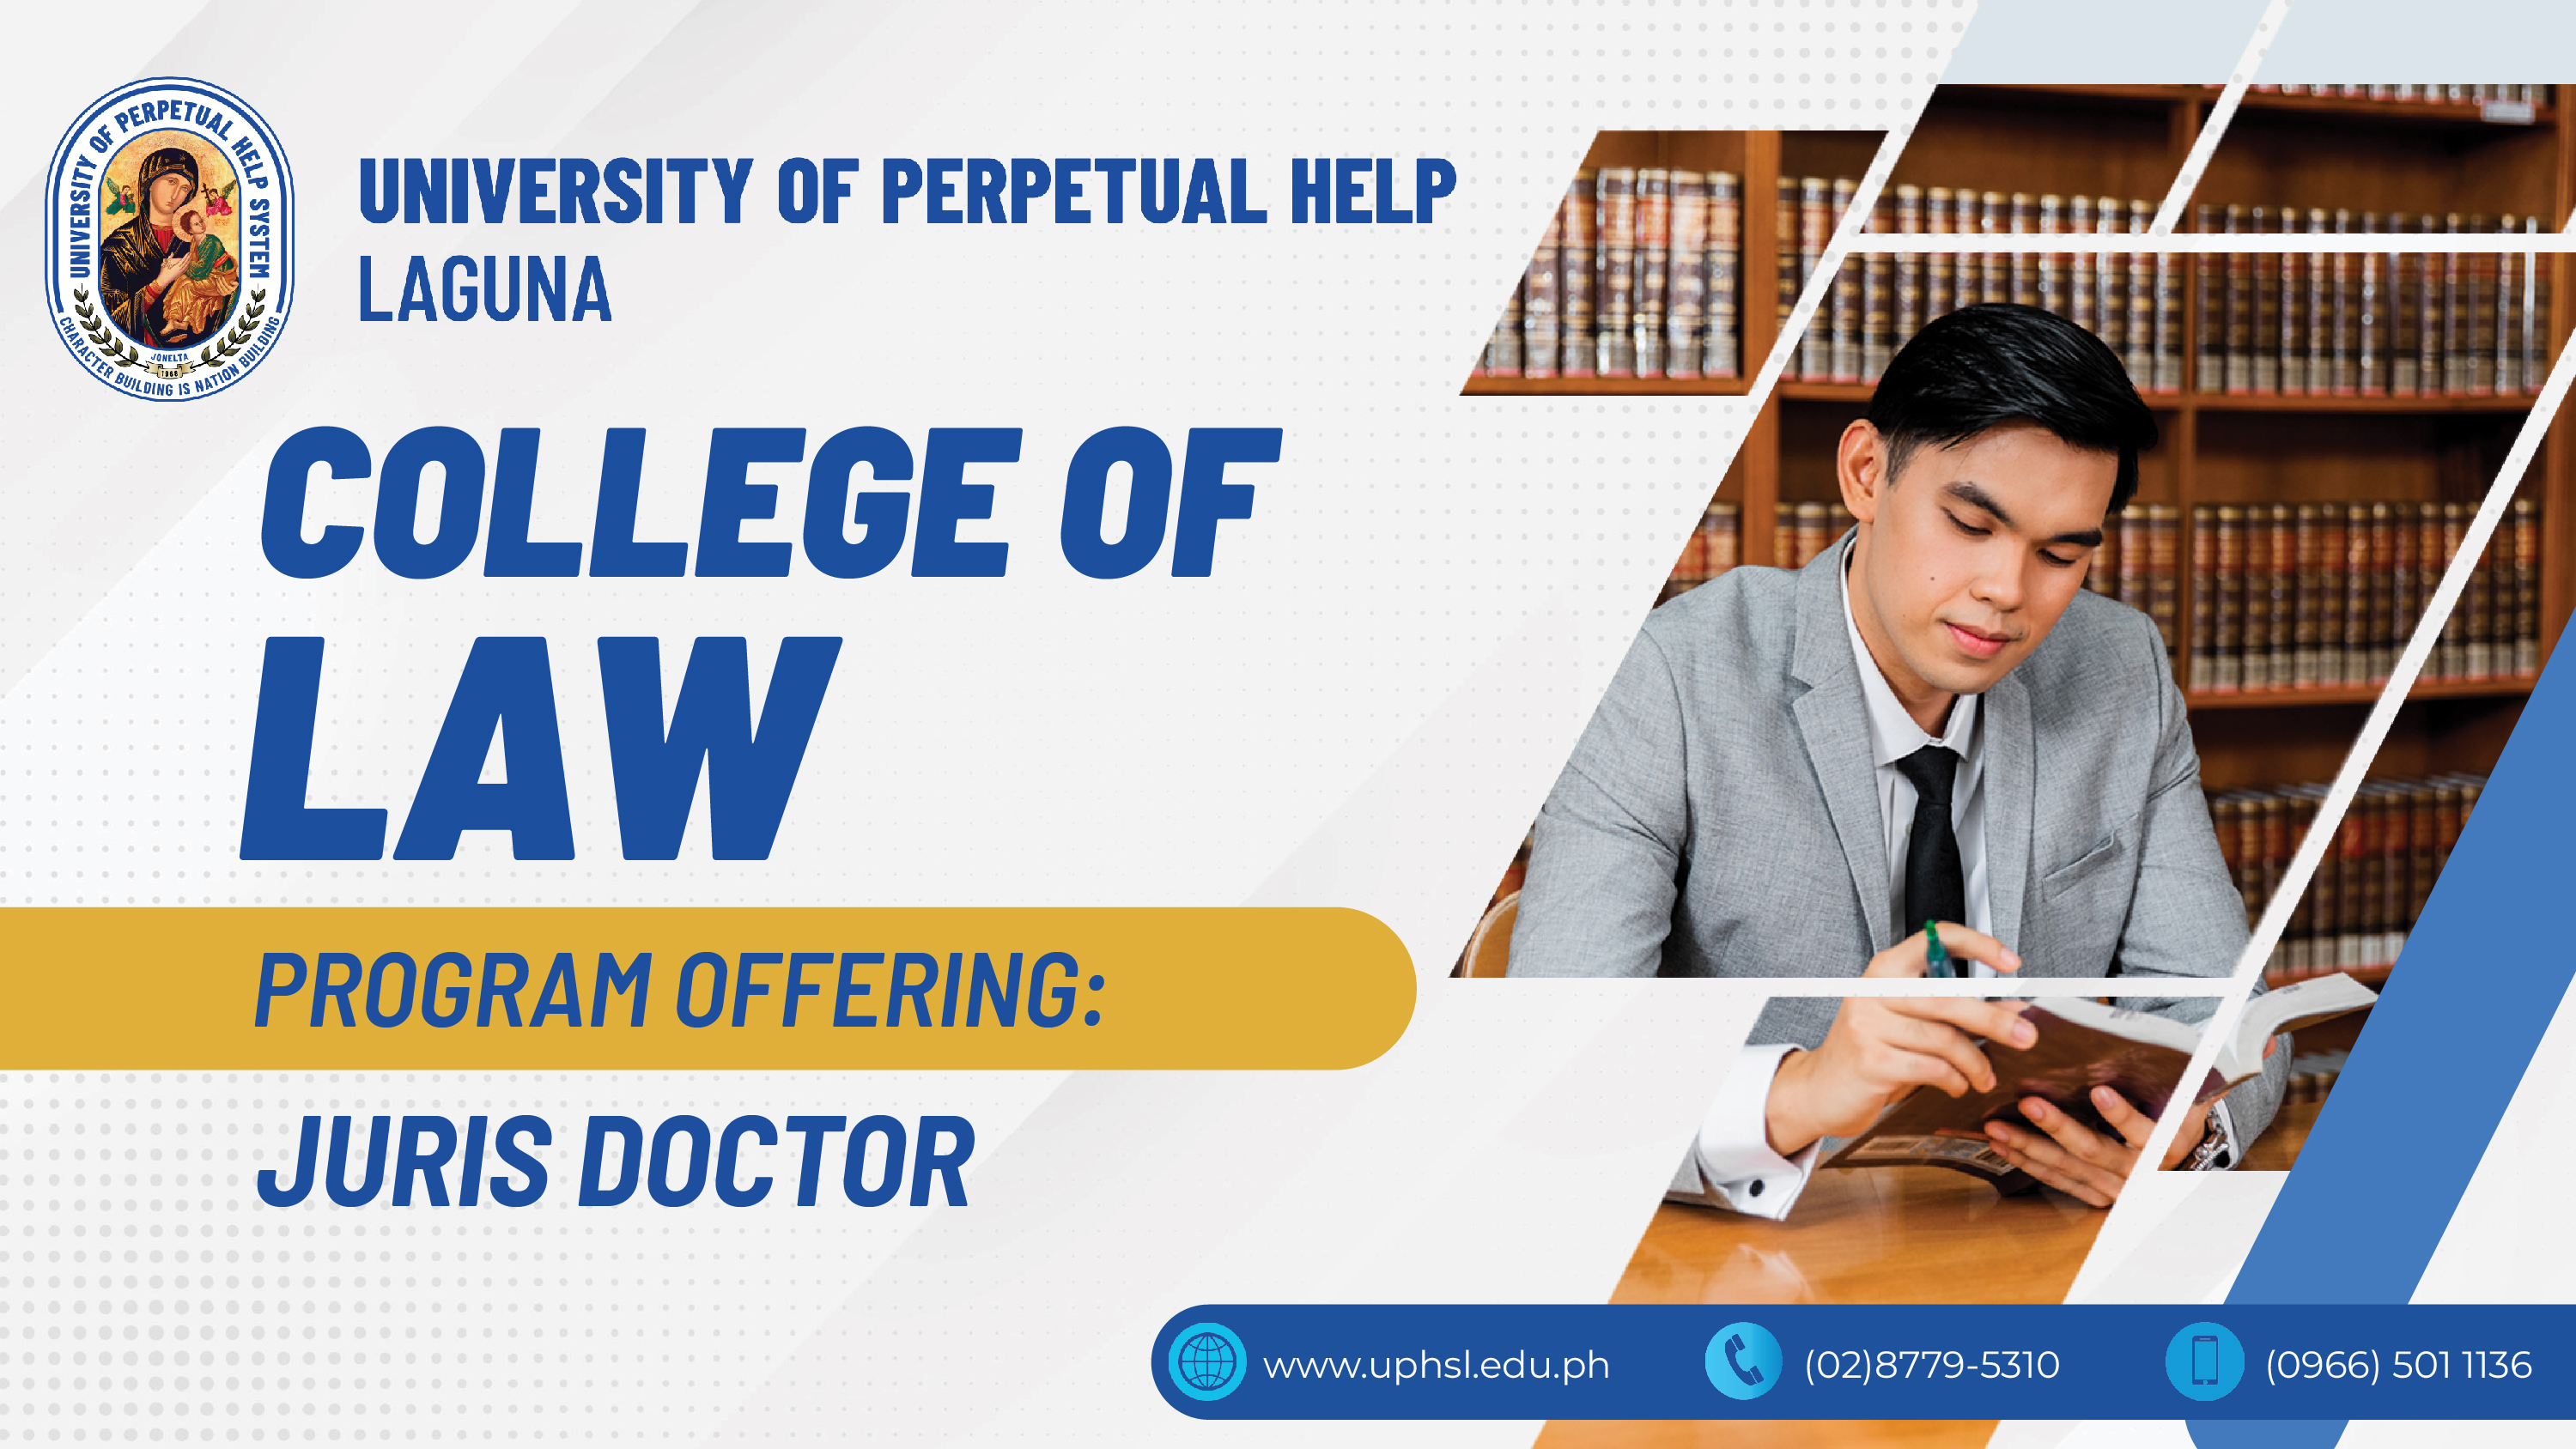 UNIVERSITY OF PERPETUAL HELP SYSTEM
JONELTA
1968
CHARACTER BUILDING IS NATION BUILDING
UNIVERSITY OF PERPETUAL HELP
LAGUNA
COLLEGE OF
LAW
PROGRAM OFFERING:
JURIS DOCTOR
www.uphsl.edu.ph
(02)8779-5310
(0966) 501 1136